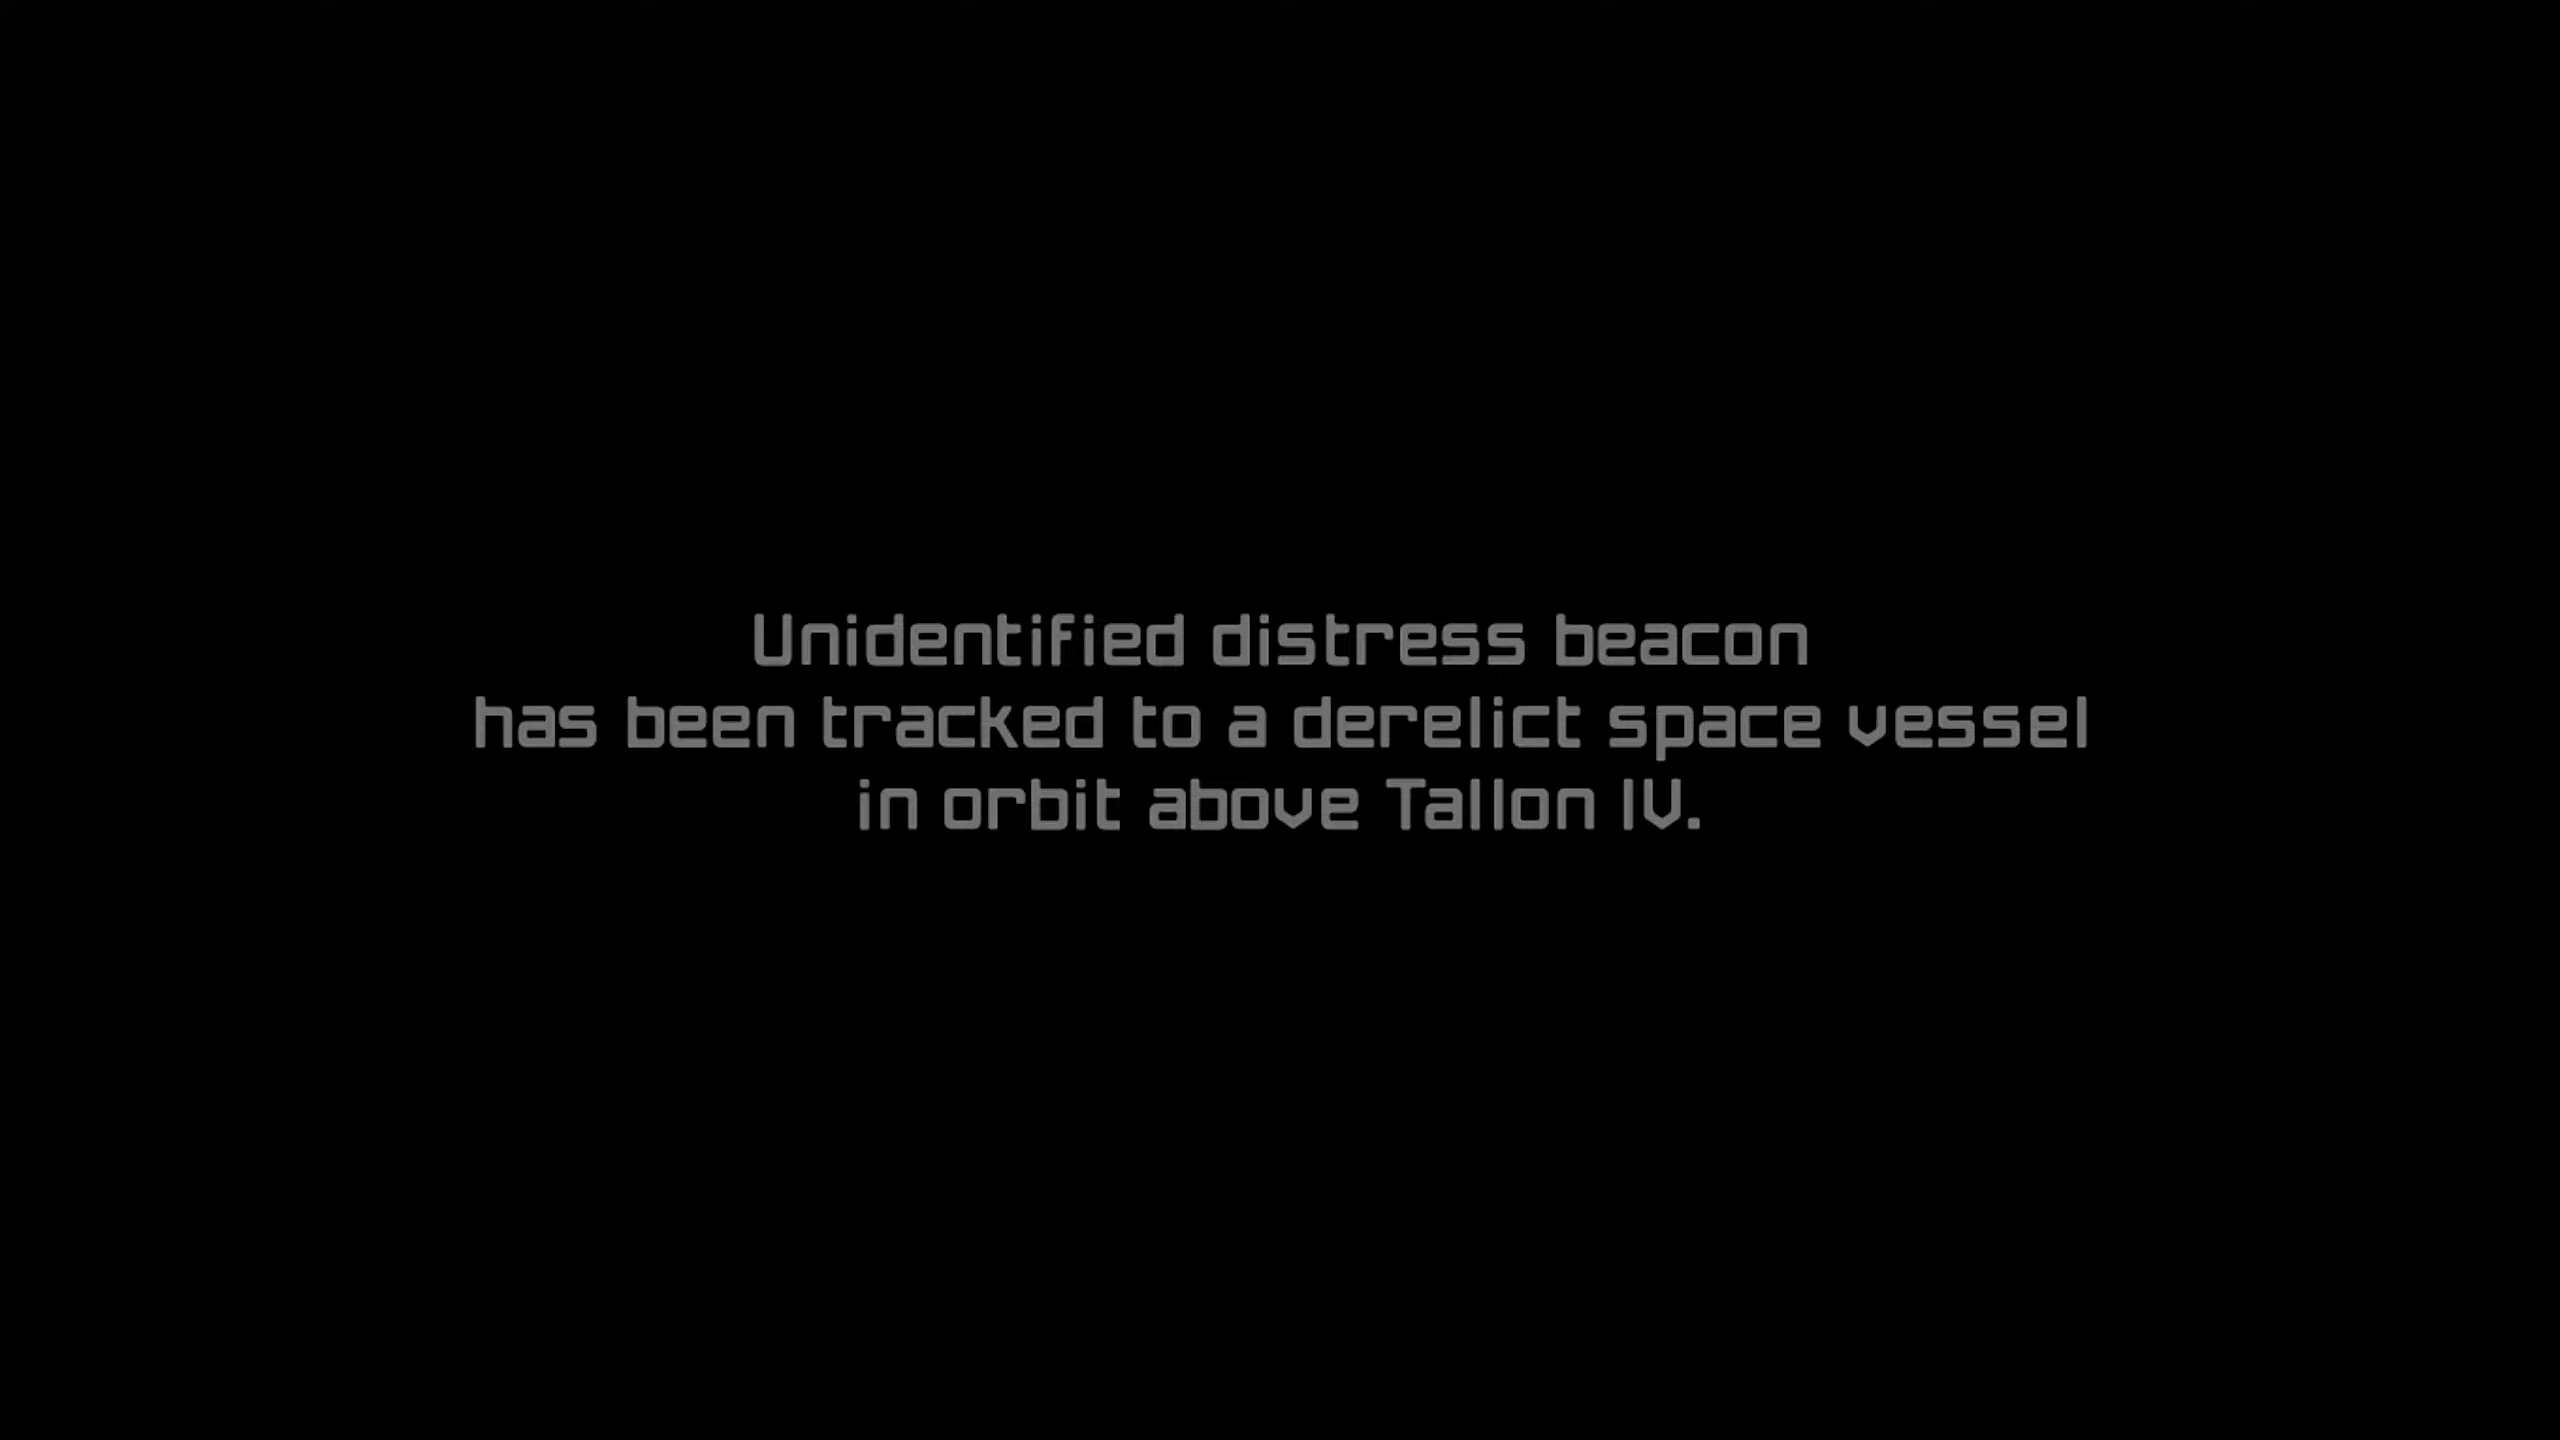 Unidentified distress beacon
has been tracked to a derelict space vessel
in orbit above Tallon IV.